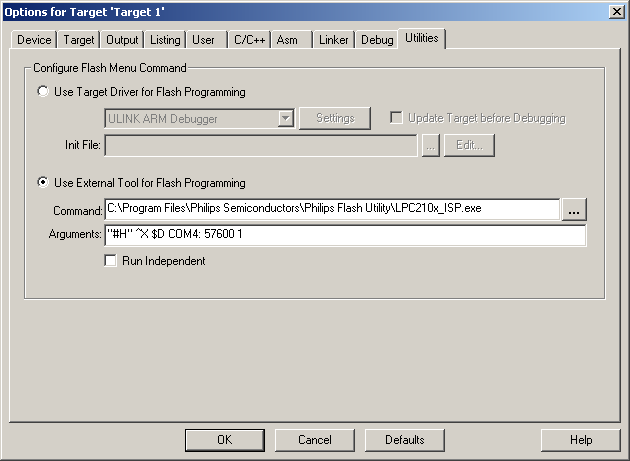 Options for Target 'Target 1'
Device Target Output Listing User C/C++ Asm Linker Debug Utilities
Configure Flash Menu Command
Use Target Driver for Flash Programming
ULINK ARM Debugger Settings Update Target before Debugging
Init File: ... Edit...
Use External Tool for Flash Programming
Command: C:\Program Files\Philips Semiconductors\Philips Flash Utility\LPC210x_ISP.exe ...
Arguments: "#H" ^X $D COM4: 57600 1
Run Independent
OK Cancel Defaults Help